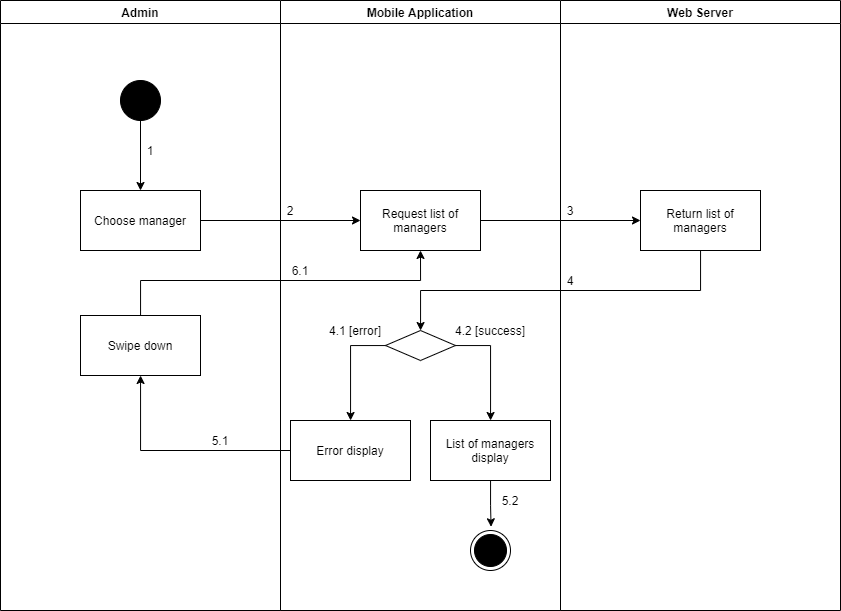 Admin
Mobile Application
Web Server
1
Choose manager
2
Request list of
managers
3
Return list of
managers
6.1
4
4.1 [error]
4.2 [success]
Swipe down
5.1
Error display
List of managers
display
5.2